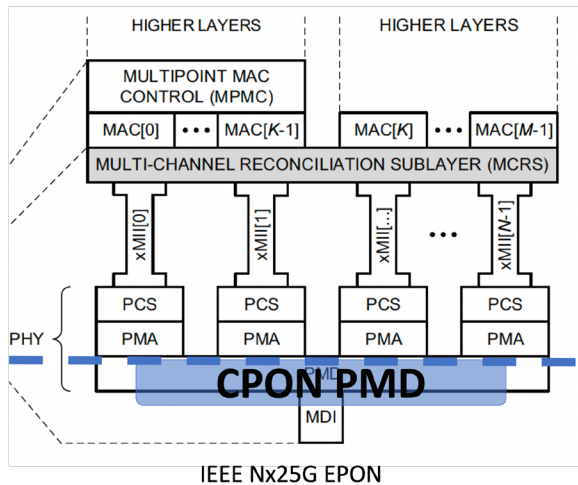 HIGHER LAYERS HIGHER LAYERS
MULTIPOINT MAC
CONTROL (MPMC)
MAC[0] ••• MAC[K-1] MAC[K] ••• MAC[M-1]
MULTI-CHANNEL RECONCILIATION SUBLAYER (MCRS)
xMII[0] xMII[1] xMII[...] ••• xMII[N-1]
PCS PCS PCS PCS
PHY
PMA PMA PMA PMA
PMD
CPON PMD
MDI
IEEE Nx25G EPON